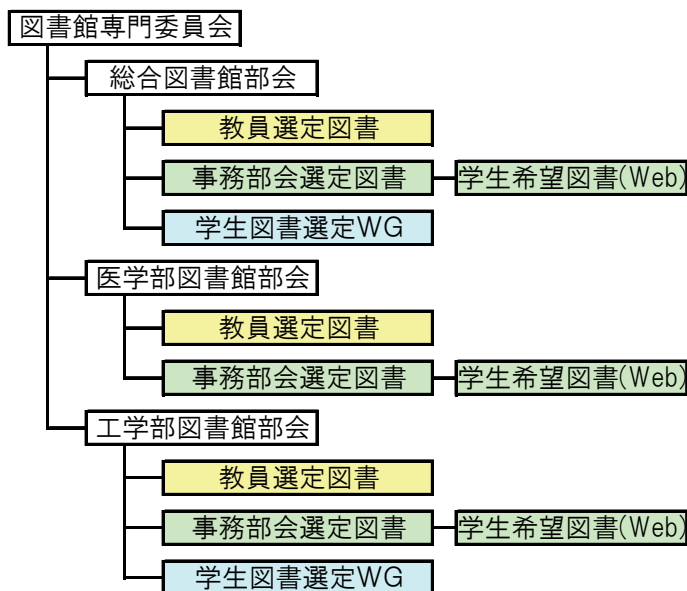 図書館専門委員会
総合図書館部会
教員選定図書
事務部会選定図書 学生希望図書(Web)
学生図書選定WG
医学部図書館部会
教員選定図書
事務部会選定図書 学生希望図書(Web)
工学部図書館部会
教員選定図書
事務部会選定図書 学生希望図書(Web)
学生図書選定WG